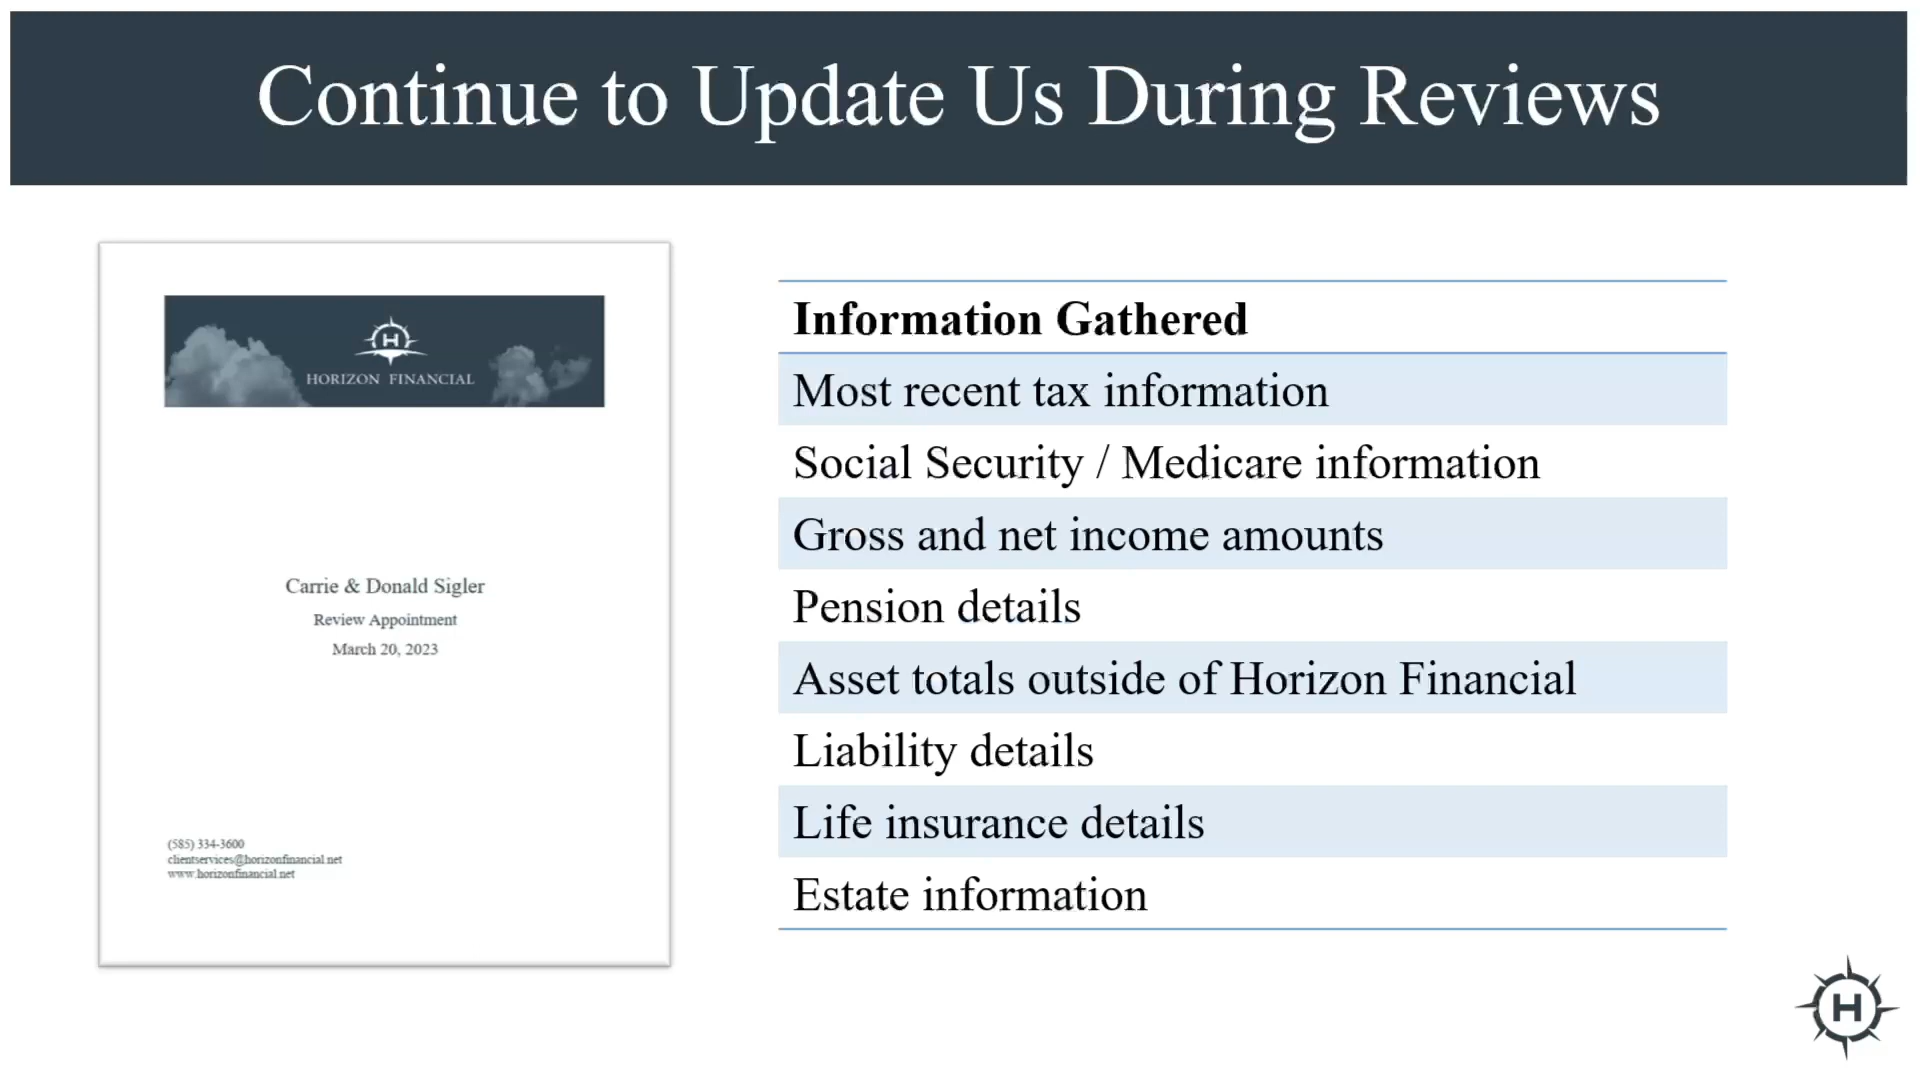 Continue to Update Us During Reviews
H
HORIZON FINANCIAL
Carrie & Donald Sigler
Review Appointment
March 20, 2023
(585) 334-3600
clientservices@horizonfinancial.net
www.horizonfinancial.net
Information Gathered
Most recent tax information
Social Security / Medicare information
Gross and net income amounts
Pension details
Asset totals outside of Horizon Financial
Liability details
Life insurance details
Estate information
H